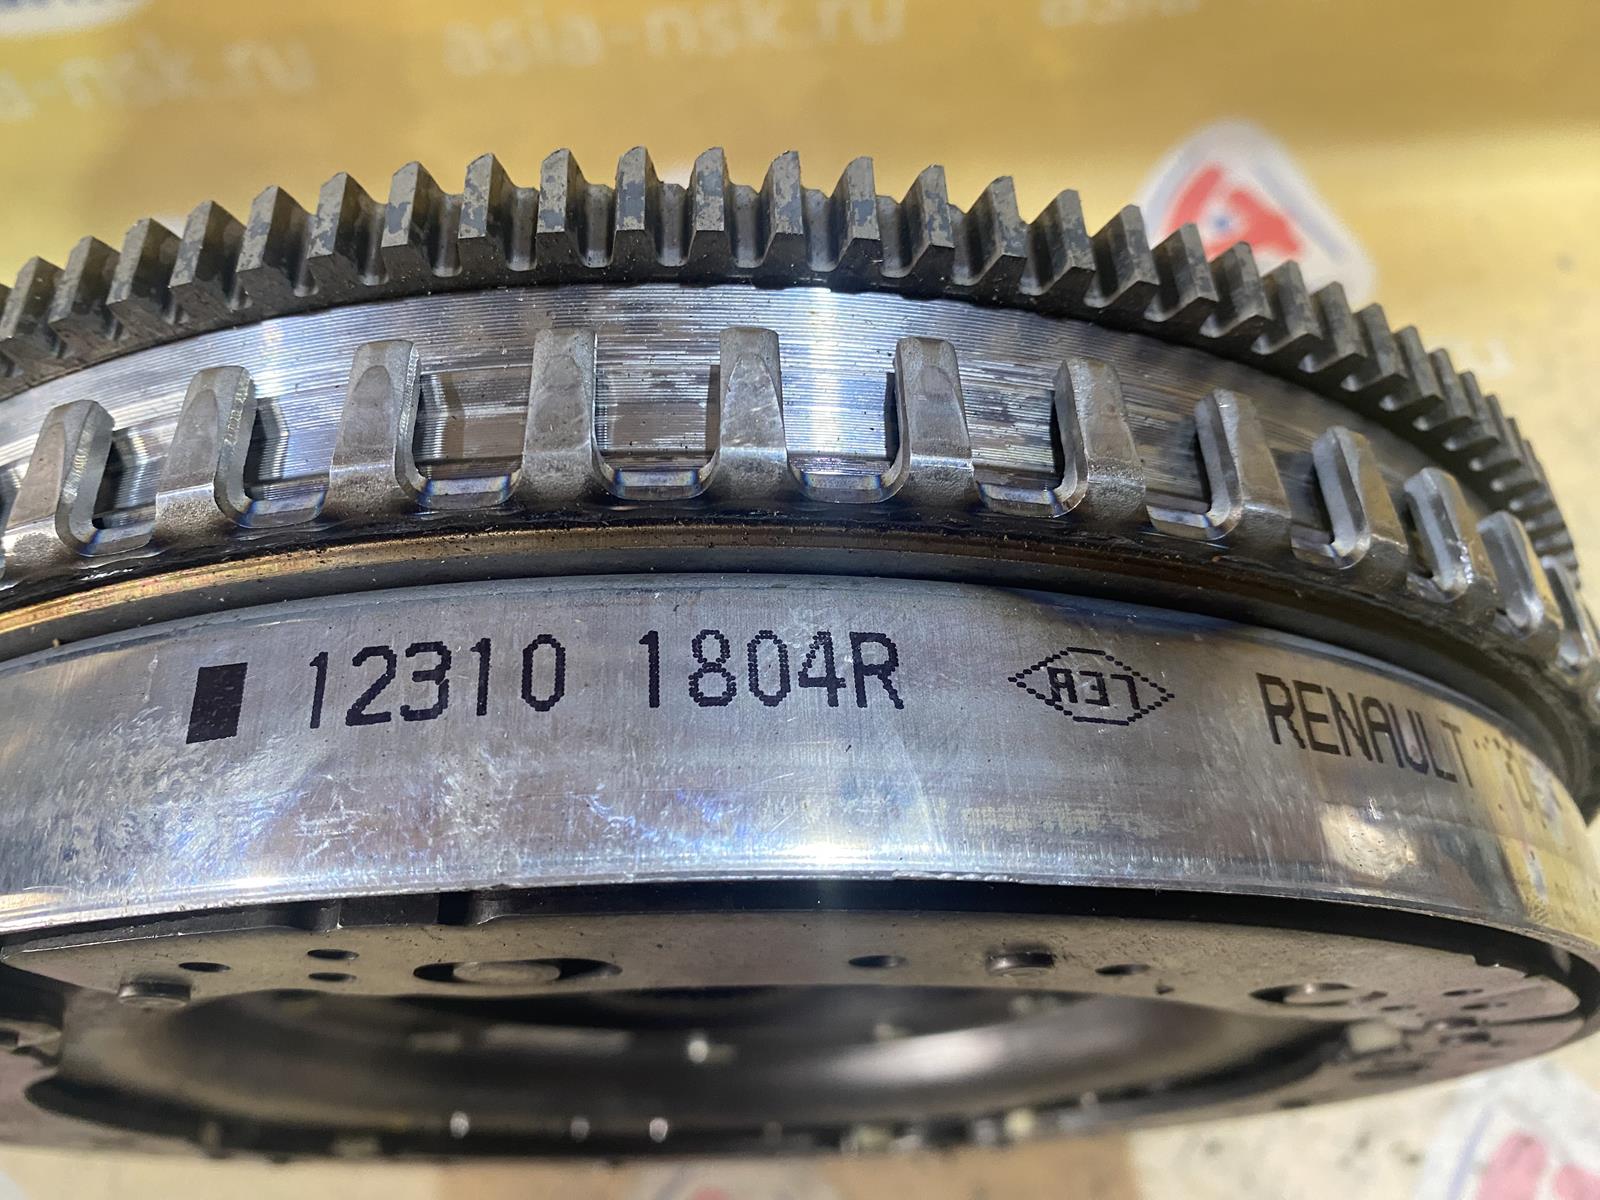 asia-nsk.ru
12310 1804R LER RENAULT